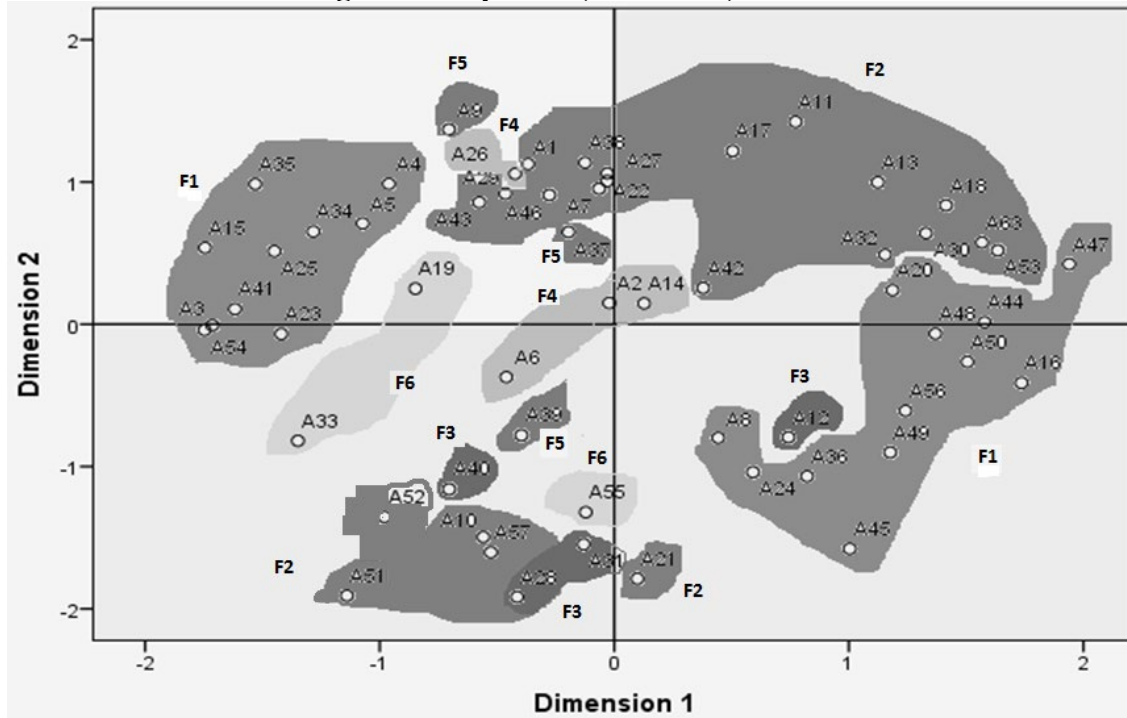 2
F5
F2
A9
A11
F4
A26
A1
A38
A17
A27
A13
1
A35
A4
F1
A29
A22
A18
A43
A46
A7
A15
A34
A5
A63
A47
A32
A30
A37
A53
F5
A25
A19
A42
A20
F4
A2
A14
A3
A41
A23
A48
A44
0
A54
A50
A6
A16
F6
A56
F3
A33
A39
A8
A12
F3
F5
A49
F6
F1
-1
A40
A36
A52
A55
A24
A10
A57
A45
F2
A51
A28
A31
A21
F2
F3
-2
-2
-1
0
1
2
Dimension 1
Dimension 2